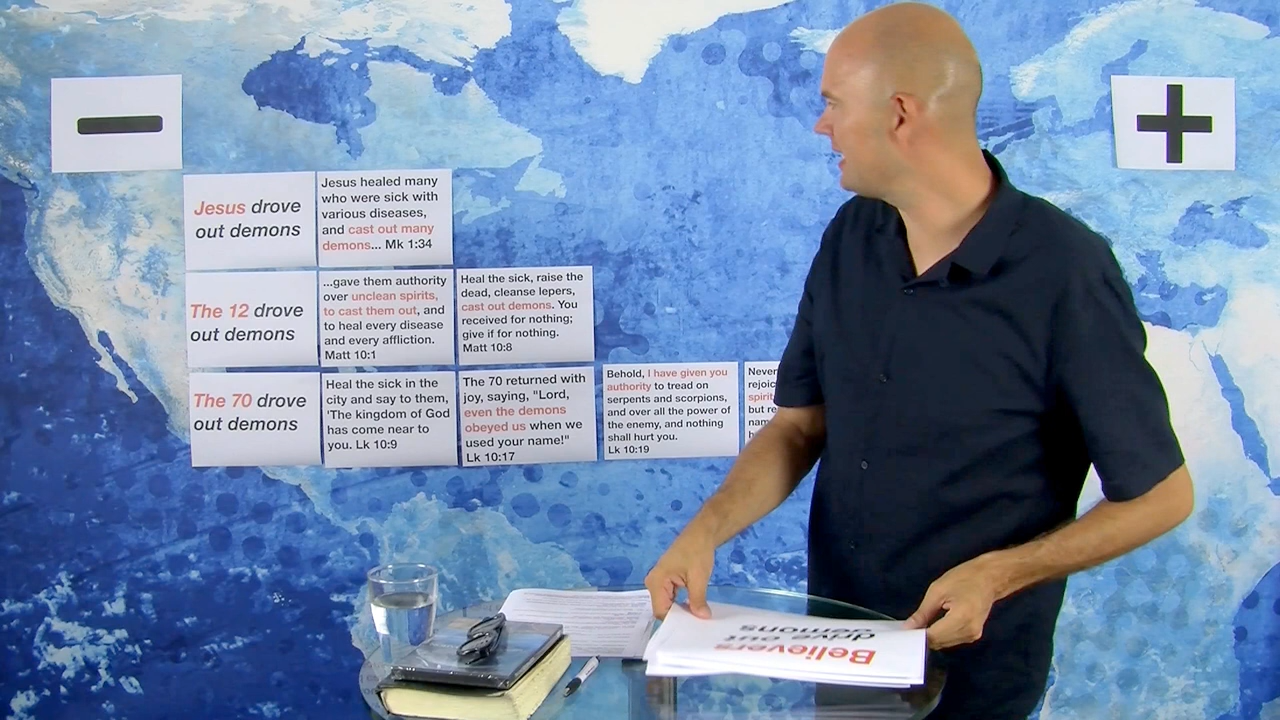 Jesus drove
out demons
Jesus healed many
who were sick with
various diseases,
and cast out many
demons... Mk 1:34
The 12 drove
out demons
...gave them authority
over unclean spirits,
to cast them out, and
to heal every disease
and every affliction.
Matt 10:1
Heal the sick, raise the
dead, cleanse lepers,
cast out demons. You
received for nothing;
give if for nothing.
Matt 10:8
The 70 drove
out demons
Heal the sick in the
city and say to them,
'The kingdom of God
has come near to
you. Lk 10:9
The 70 returned with
joy, saying, "Lord,
even the demons
obeyed us when we
used your name!"
Lk 10:17
Behold, I have given you
authority to tread on
serpents and scorpions,
and over all the power of
the enemy, and nothing
shall hurt you.
Lk 10:19
Believers
drive out
demons